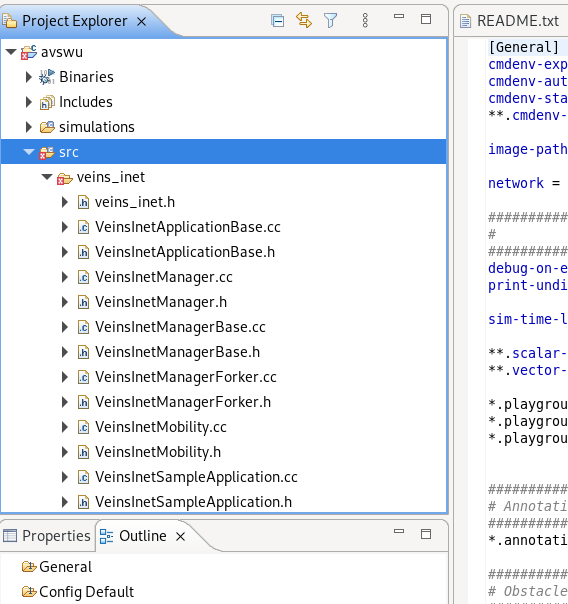 Project Explorer
avswu
Binaries
Includes
simulations
src
veins_inet
veins_inet.h
VeinsInetApplicationBase.cc
VeinsInetApplicationBase.h
VeinsInetManager.cc
VeinsInetManager.h
VeinsInetManagerBase.cc
VeinsInetManagerBase.h
VeinsInetManagerForker.cc
VeinsInetManagerForker.h
VeinsInetMobility.cc
VeinsInetMobility.h
VeinsInetSampleApplication.cc
VeinsInetSampleApplication.h
Properties Outline
General
Config Default
README.txt
[General]
cmdenv-exp
cmdenv-aut
cmdenv-sta
**.cmdenv-
image-path
network =
##########
#
##########
debug-on-e
print-undi
sim-time-l
**.scalar-
**.vector-
*.playgrou
*.playgrou
*.playgrou
##########
# Annotati
##########
*.annotati
##########
# Obstacle